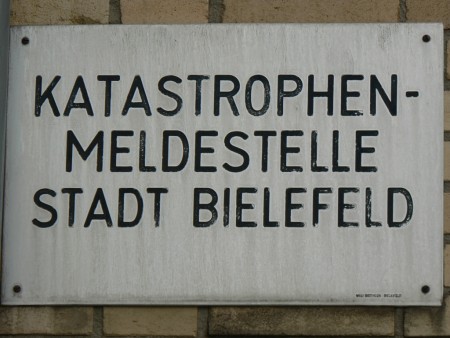 KATASTROPHEN-
MELDESTELLE
STADT BIELEFELD